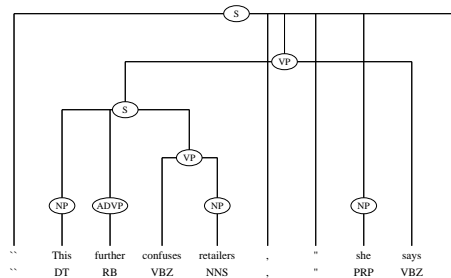 S
VP
S
VP
NP ADVP NP NP
`` This further confuses retailers , " she says
`` DT RB VBZ NNS , " PRP VBZ